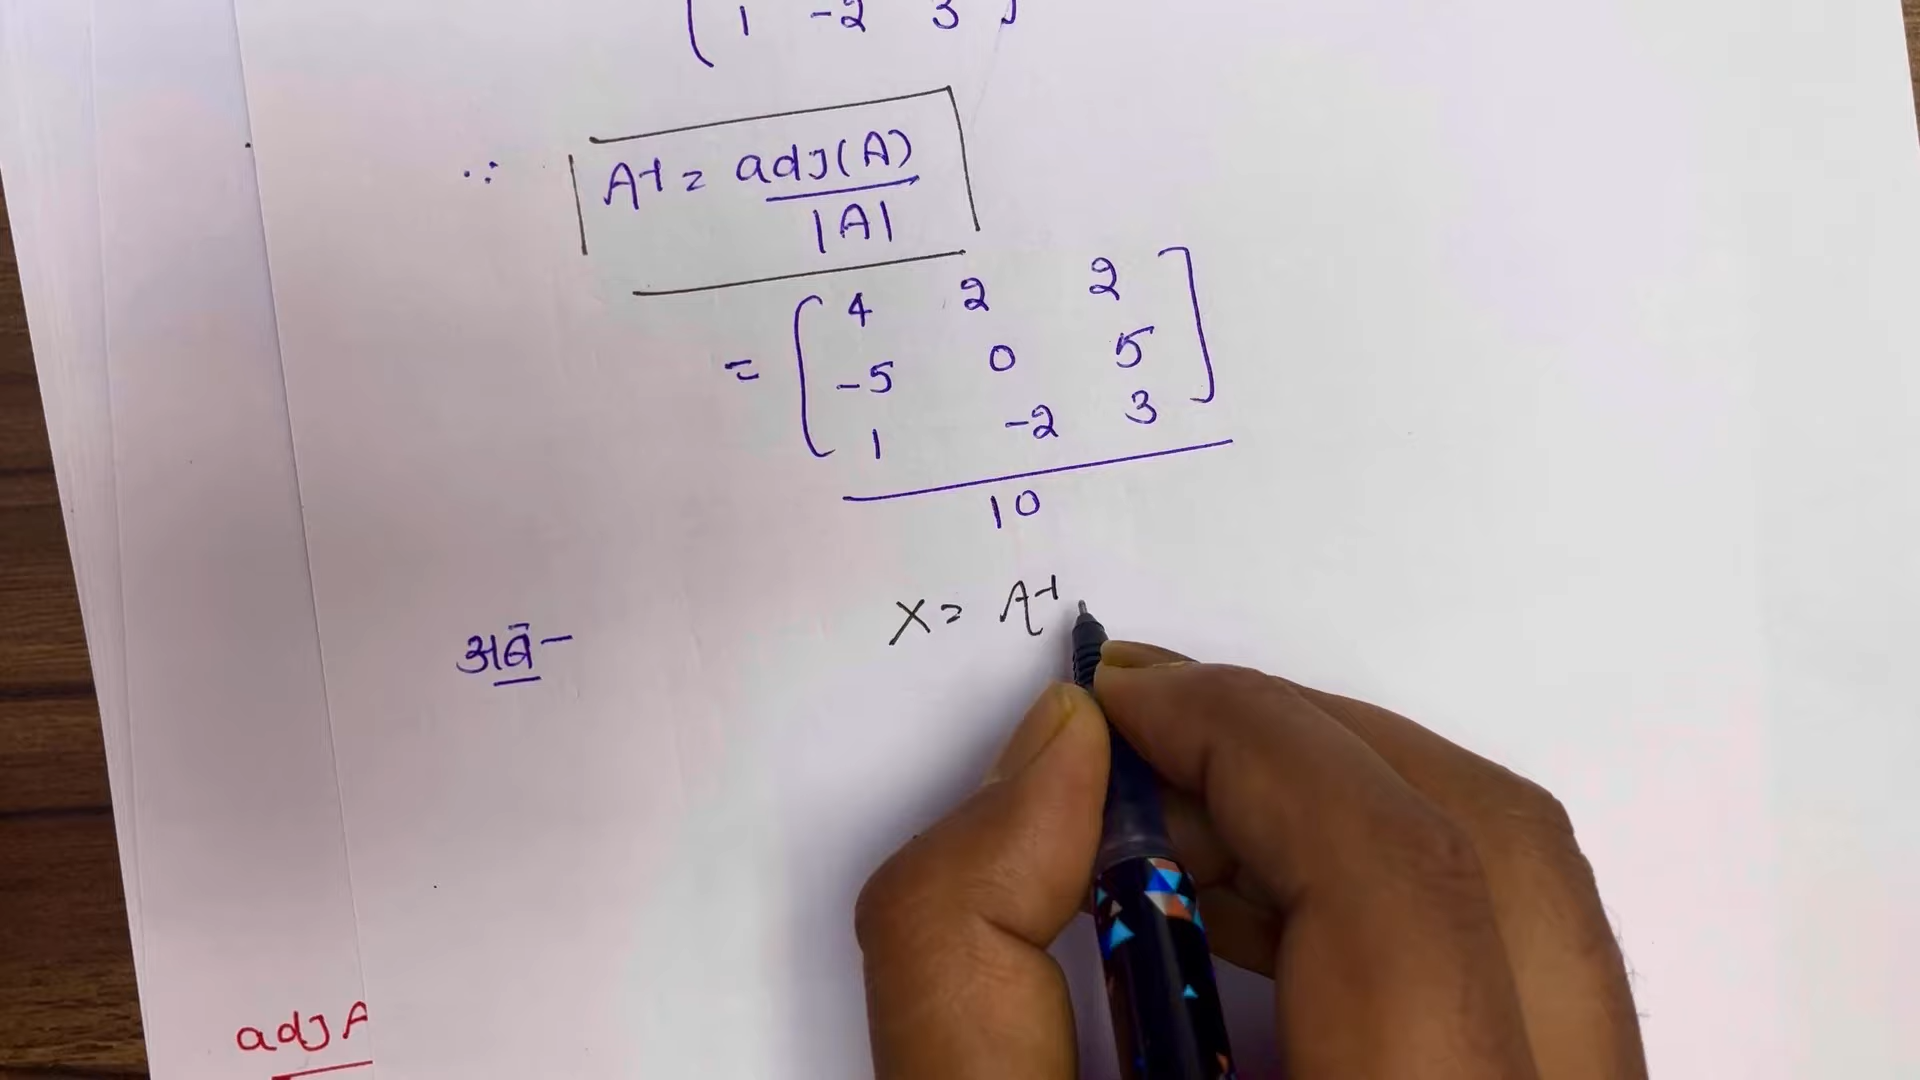 1 -2 3
∵ A⁻¹ = adj(A)
|A|
= [ 4 2 2
-5 0 5
1 -2 3 ]
10
अब - X = A⁻¹
adj A